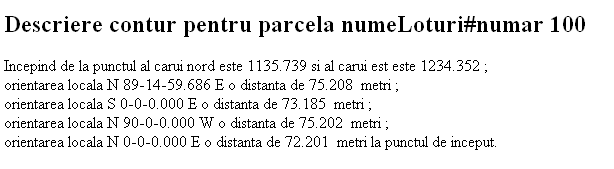 Descriere contur pentru parcela numeLoturi#numar 100
Incepind de la punctul al carui nord este 1135.739 si al carui est este 1234.352 ;
orientarea locala N 89-14-59.686 E o distanta de 75.208 metri ;
orientarea locala S 0-0-0.000 E o distanta de 73.185 metri ;
orientarea locala N 90-0-0.000 W o distanta de 75.202 metri ;
orientarea locala N 0-0-0.000 E o distanta de 72.201 metri la punctul de inceput.